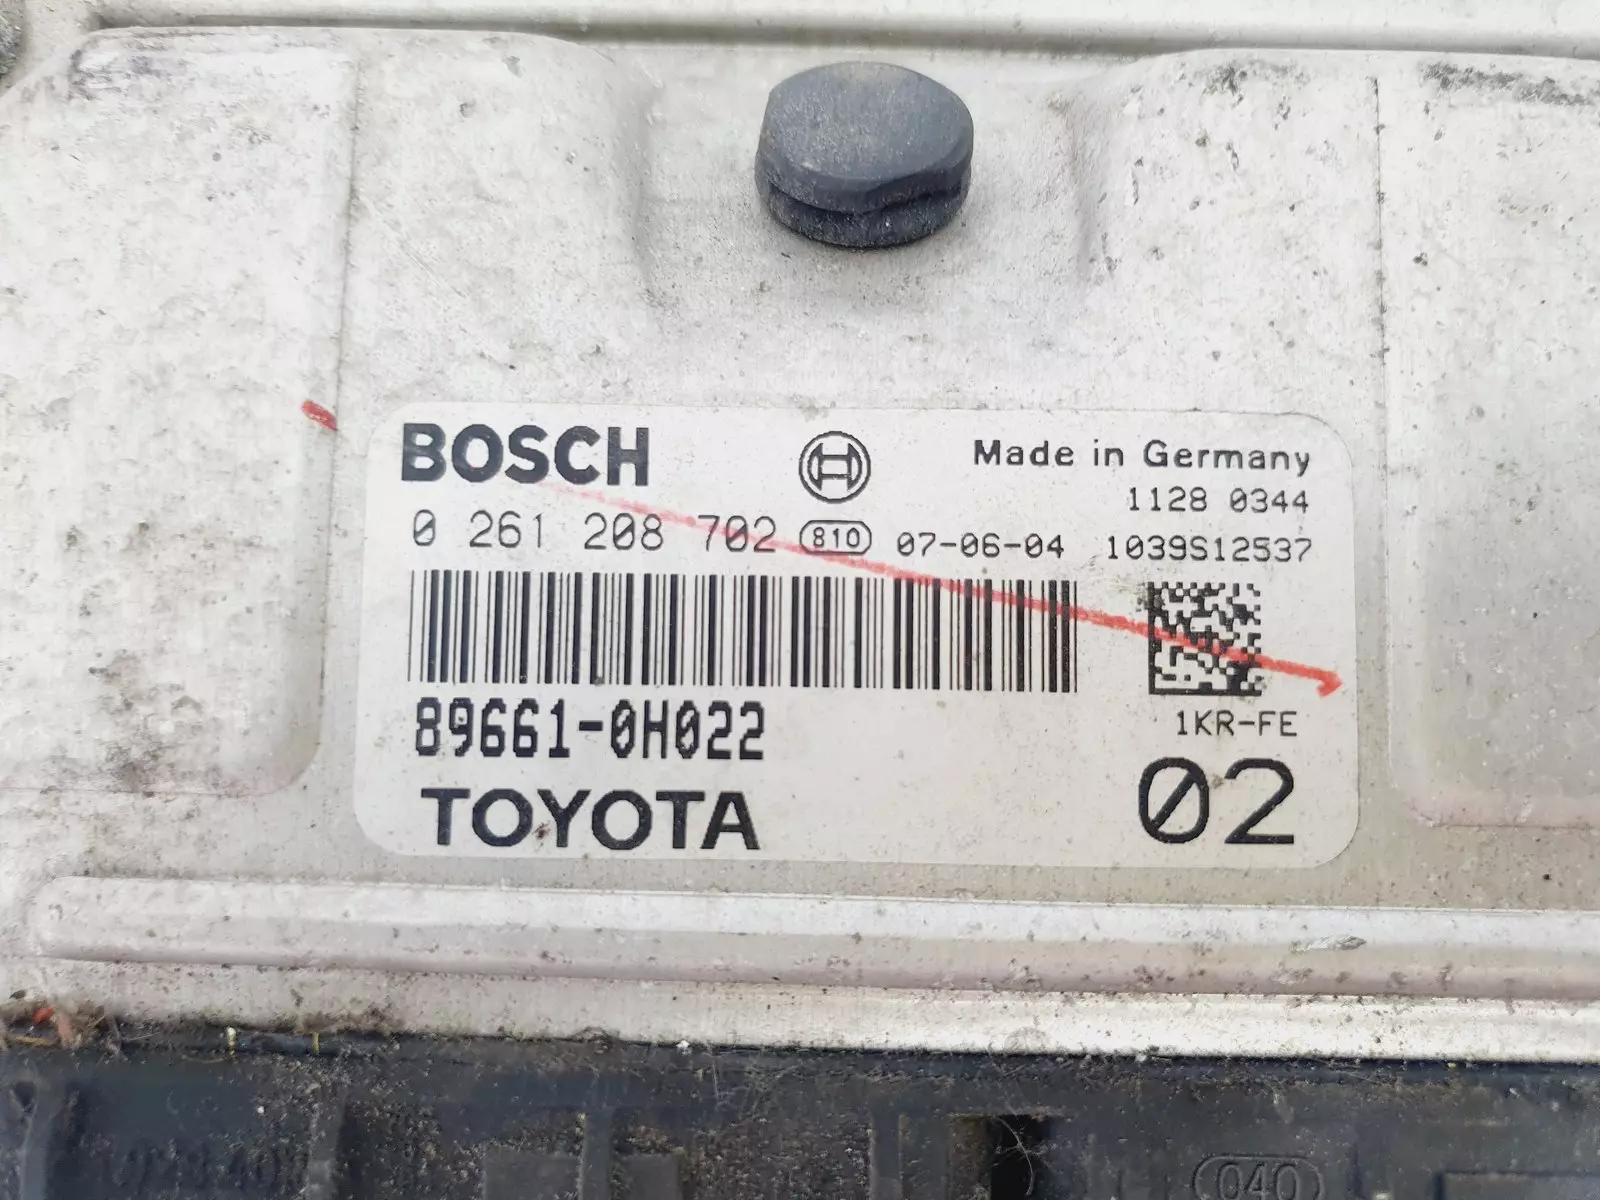 BOSCH Made in Germany
1128 0344
0 261 208 702 810 07-06-04 1039S12537
89661-0H022 1KR-FE
TOYOTA 02
040